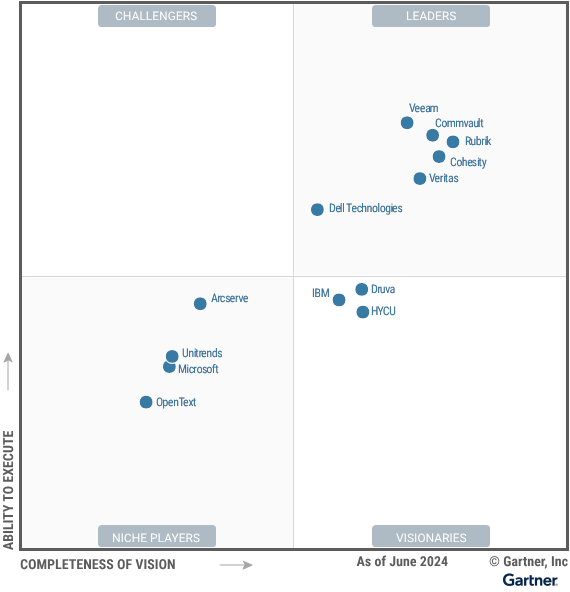 CHALLENGERS
LEADERS
Veeam
Commvault
Rubrik
Cohesity
Veritas
Dell Technologies
IBM
Druva
HYCU
Arcserve
Unitrends
Microsoft
OpenText
ABILITY TO EXECUTE
NICHE PLAYERS
VISIONARIES
COMPLETENESS OF VISION
As of June 2024
© Gartner, Inc
Gartner